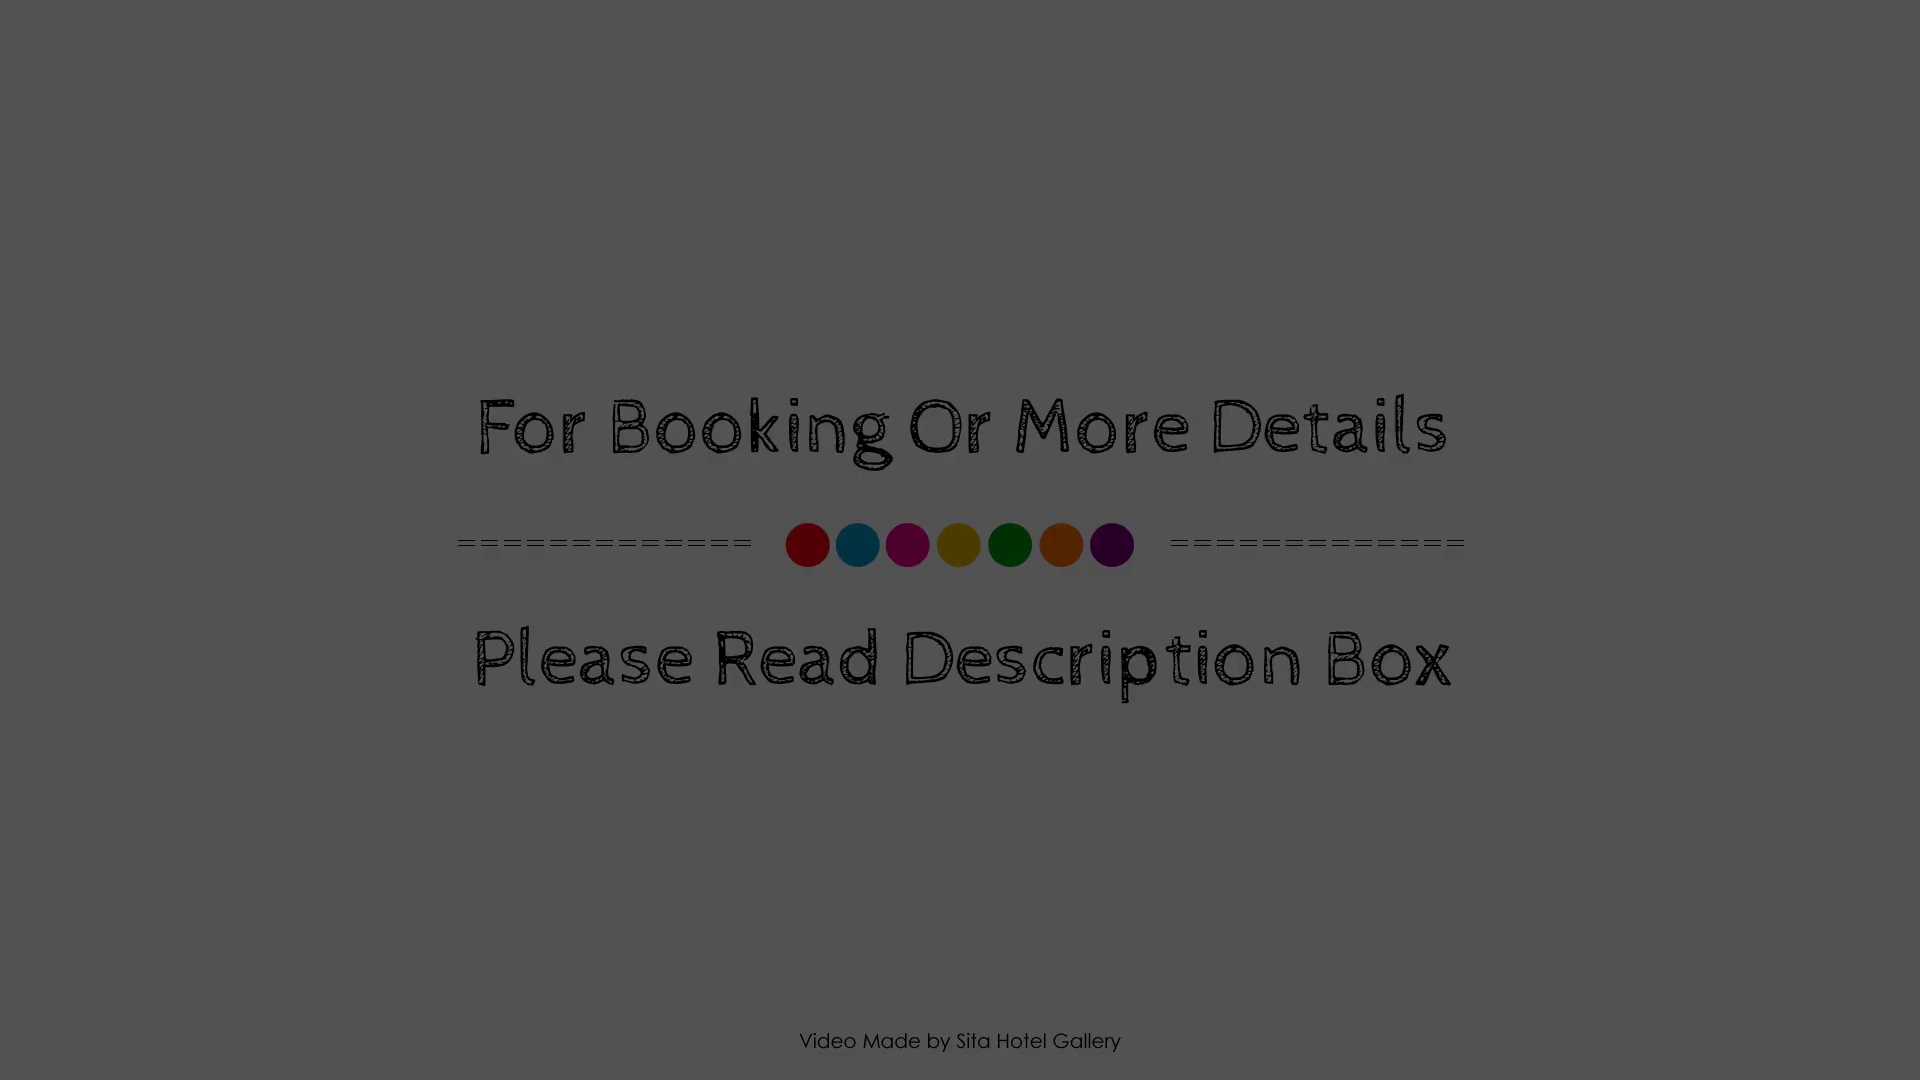 For Booking Or More Details
============= =============
Please Read Description Box
Video Made by Sita Hotel Gallery